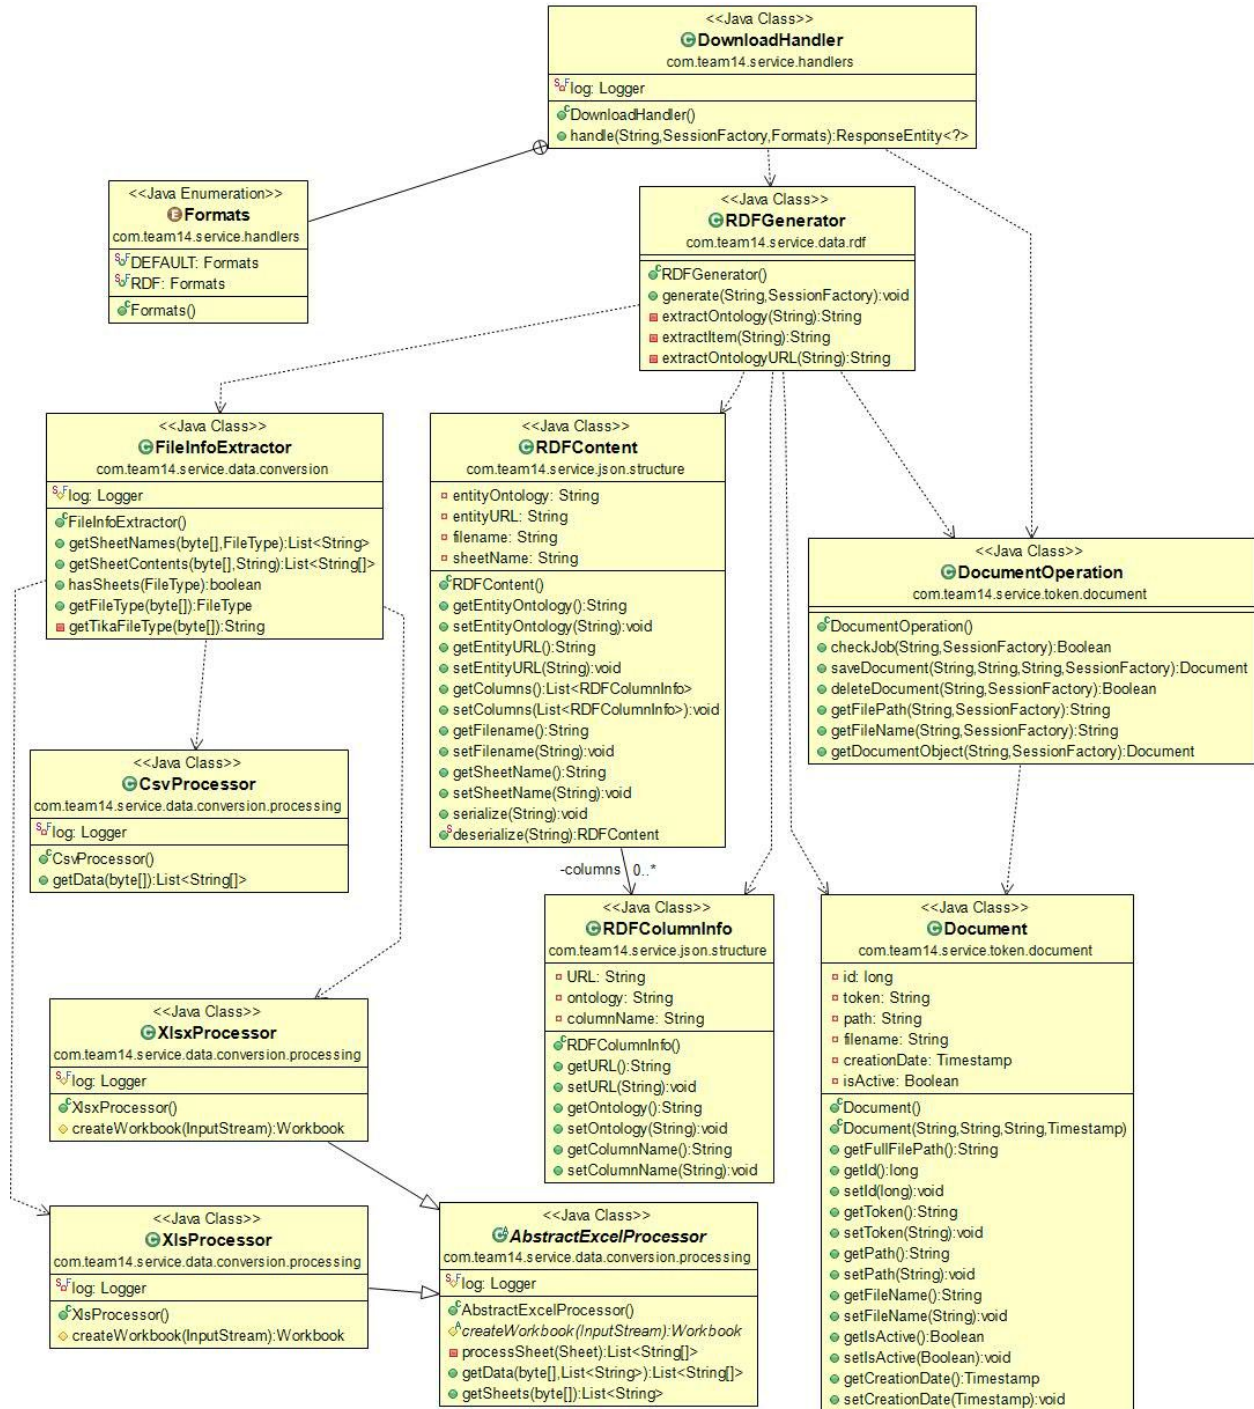 <<Java Class>>
DownloadHandler
com.team14.service.handlers
log: Logger
DownloadHandler()
handle(String,SessionFactory,Formats):ResponseEntity<?>
<<Java Enumeration>>
Formats
com.team14.service.handlers
DEFAULT: Formats
RDF: Formats
Formats()
<<Java Class>>
RDFGenerator
com.team14.service.data.rdf
RDFGenerator()
generate(String,SessionFactory):void
extractOntology(String):String
extractItem(String):String
extractOntologyURL(String):String
<<Java Class>>
FileInfoExtractor
com.team14.service.data.conversion
log: Logger
FileInfoExtractor()
getSheetNames(byte[],FileType):List<String>
getSheetContents(byte[],String):List<String[]>
hasSheets(FileType):boolean
getFileType(byte[]):FileType
getTikaFileType(byte[]):String
<<Java Class>>
RDFContent
com.team14.service.json.structure
entityOntology: String
entityURL: String
filename: String
sheetName: String
RDFContent()
getEntityOntology():String
setEntityOntology(String):void
getEntityURL():String
setEntityURL(String):void
getColumns():List<RDFColumnInfo>
setColumns(List<RDFColumnInfo>):void
getFilename():String
setFilename(String):void
getSheetName():String
setSheetName(String):void
serialize(String):void
deserialize(String):RDFContent
<<Java Class>>
DocumentOperation
com.team14.service.token.document
DocumentOperation()
checkJob(String,SessionFactory):Boolean
saveDocument(String,String,String,SessionFactory):Document
deleteDocument(String,SessionFactory):Boolean
getFilePath(String,SessionFactory):String
getFileName(String,SessionFactory):String
getDocumentObject(String,SessionFactory):Document
<<Java Class>>
CsvProcessor
com.team14.service.data.conversion.processing
log: Logger
CsvProcessor()
getData(byte[]):List<String[]>
-columns 0..*
<<Java Class>>
RDFColumnInfo
com.team14.service.json.structure
URL: String
ontology: String
columnName: String
RDFColumnInfo()
getURL():String
setURL(String):void
getOntology():String
setOntology(String):void
getColumnName():String
setColumnName(String):void
<<Java Class>>
Document
com.team14.service.token.document
id: long
token: String
path: String
filename: String
creationDate: Timestamp
isActive: Boolean
Document()
Document(String,String,String,Timestamp)
getFullFilePath():String
getId():long
setId(long):void
getToken():String
setToken(String):void
getPath():String
setPath(String):void
getFileName():String
setFileName(String):void
getIsActive():Boolean
setIsActive(Boolean):void
getCreationDate():Timestamp
setCreationDate(Timestamp):void
<<Java Class>>
XlsxProcessor
com.team14.service.data.conversion.processing
log: Logger
XlsxProcessor()
createWorkbook(InputStream):Workbook
<<Java Class>>
XlsProcessor
com.team14.service.data.conversion.processing
log: Logger
XlsProcessor()
createWorkbook(InputStream):Workbook
<<Java Class>>
AbstractExcelProcessor
com.team14.service.data.conversion.processing
log: Logger
AbstractExcelProcessor()
createWorkbook(InputStream):Workbook
processSheet(Sheet):List<String[]>
getData(byte[],List<String>):List<String[]>
getSheets(byte[]):List<String>